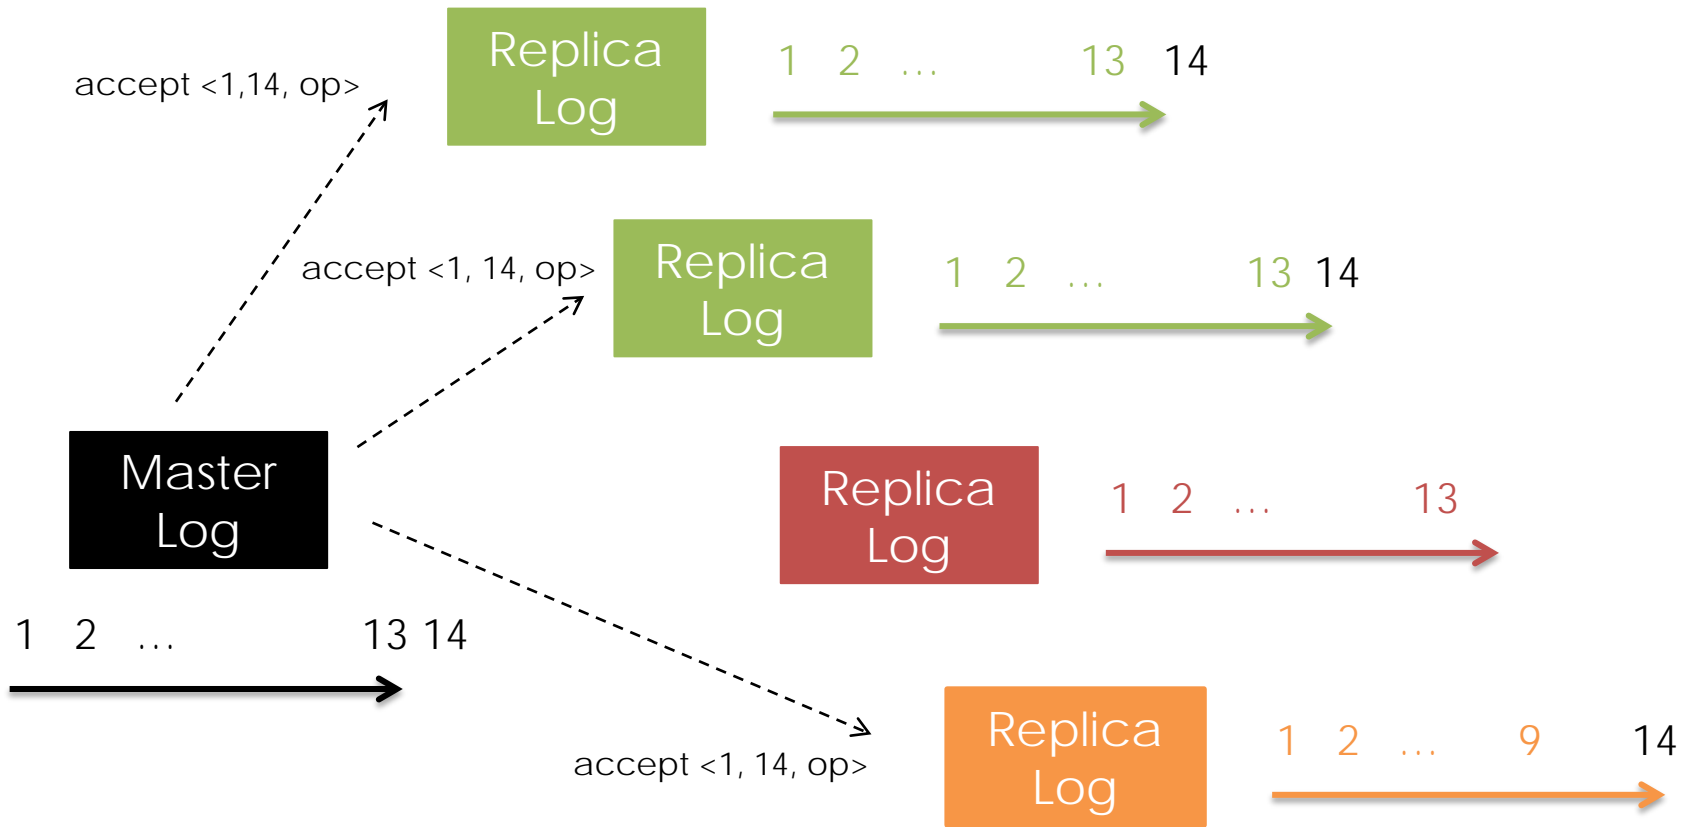 Replica
Log
1 2 ... 13 14
accept <1,14, op>
Replica
Log
1 2 ... 13 14
accept <1, 14, op>
Master
Log
1 2 ... 13 14
Replica
Log
1 2 ... 13
Replica
Log
1 2 ... 9 14
accept <1, 14, op>